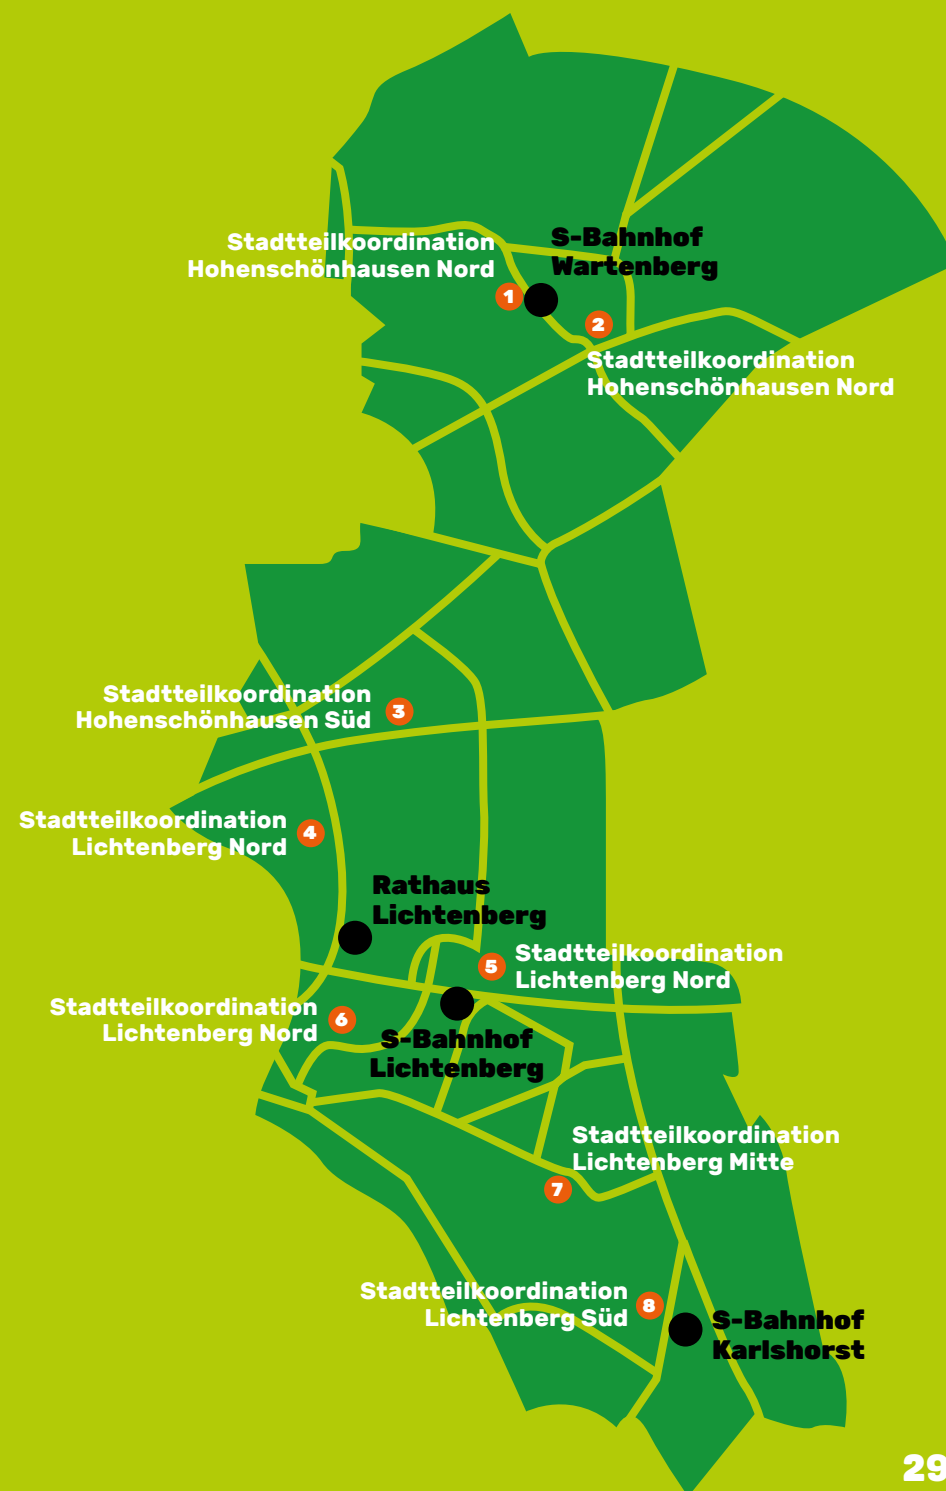 Stadtteilkoordination
Hohenschönhausen Nord
1
S-Bahnhof
Wartenberg
2
Stadtteilkoordination
Hohenschönhausen Nord
Stadtteilkoordination
Hohenschönhausen Süd
3
Stadtteilkoordination
Lichtenberg Nord
4
Rathaus
Lichtenberg
5
Stadtteilkoordination
Lichtenberg Nord
Stadtteilkoordination
Lichtenberg Nord
6
S-Bahnhof
Lichtenberg
Stadtteilkoordination
Lichtenberg Mitte
7
Stadtteilkoordination
Lichtenberg Süd
8
S-Bahnhof
Karlshorst
29